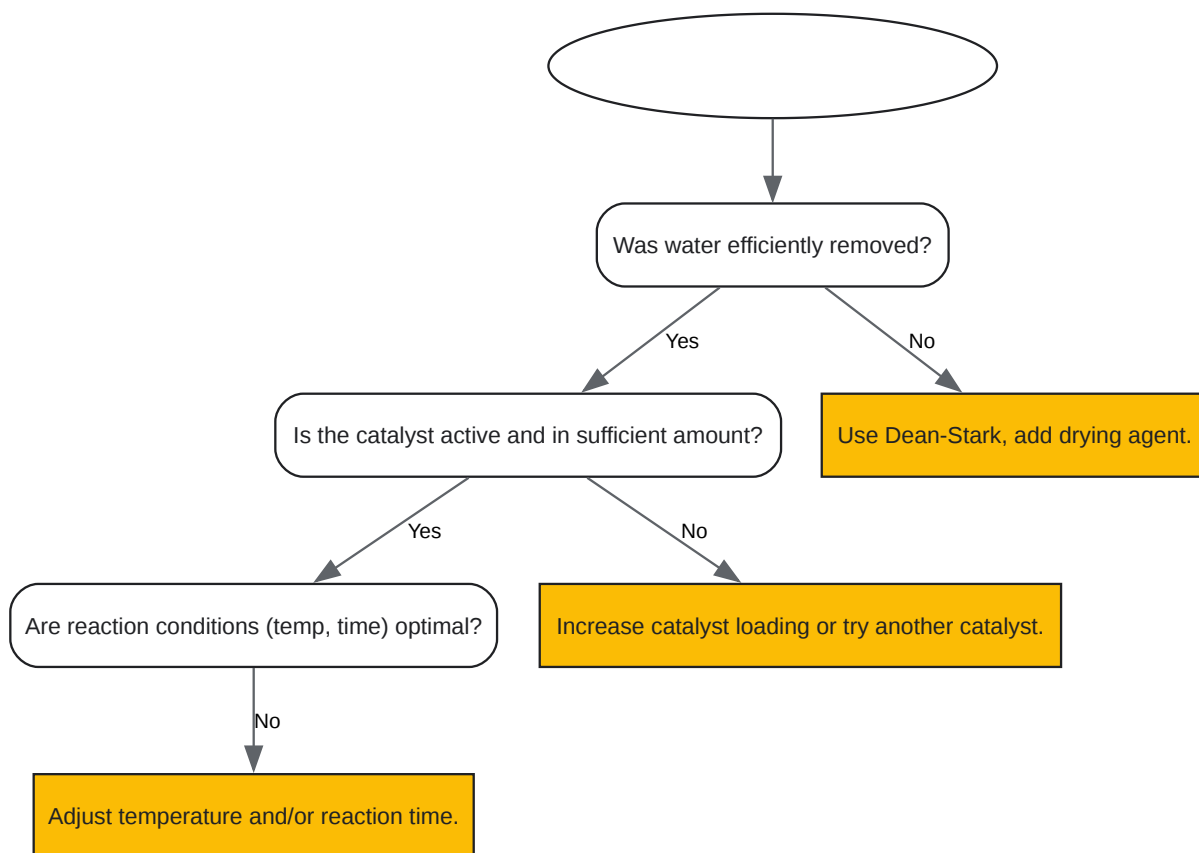 Was water efficiently removed?
Yes
No
Is the catalyst active and in sufficient amount?
Use Dean-Stark, add drying agent.
Yes
No
Are reaction conditions (temp, time) optimal?
Increase catalyst loading or try another catalyst.
No
Adjust temperature and/or reaction time.